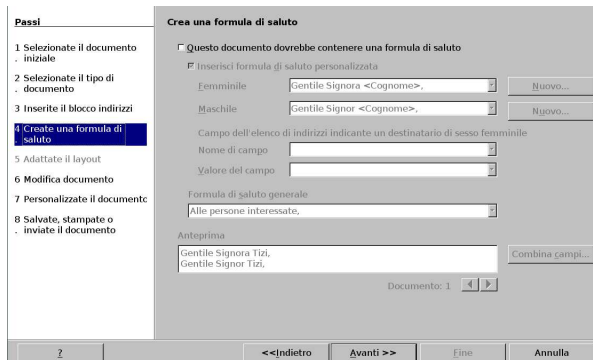 Passi
1 Selezionate il documento
. iniziale
2 Selezionate il tipo di
. documento
3 Inserite il blocco indirizzi
4 Create una formula di
. saluto
5 Adattate il layout
6 Modifica documento
7 Personalizzate il documento
8 Salvate, stampate o
. inviate il documento
Crea una formula di saluto
Questo documento dovrebbe contenere una formula di saluto
Inserisci formula di saluto personalizzata
Femminile Gentile Signora <Cognome>, Nuovo...
Maschile Gentile Signor <Cognome>, Nuovo...
Campo dell'elenco di indirizzi indicante un destinatario di sesso femminile
Nome di campo
Valore del campo
Formula di saluto generale
Alle persone interessate,
Anteprima
Gentile Signora Tizi,
Gentile Signor Tizi,
Combina campi...
Documento: 1
? <<Indietro Avanti >> Fine Annulla